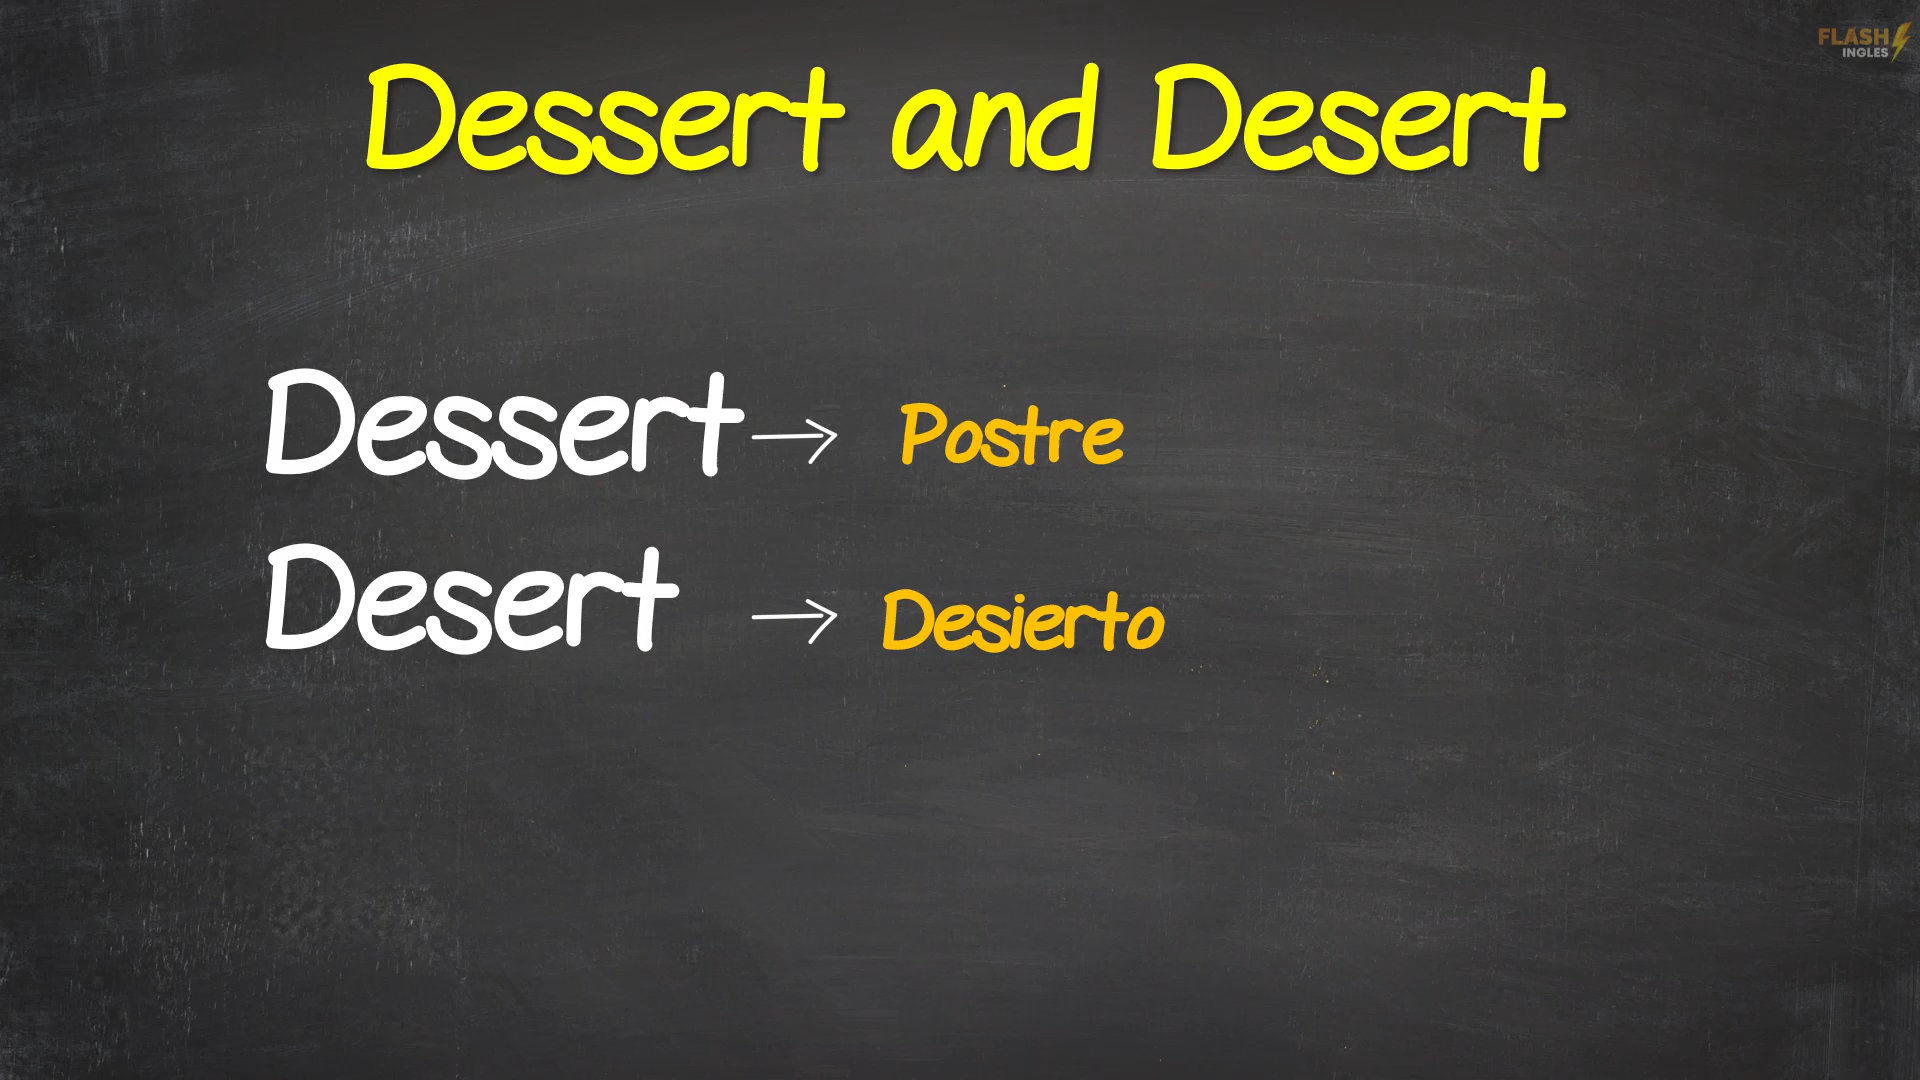 FLASH
INGLES
Dessert and Desert
Dessert → Postre
Desert → Desierto